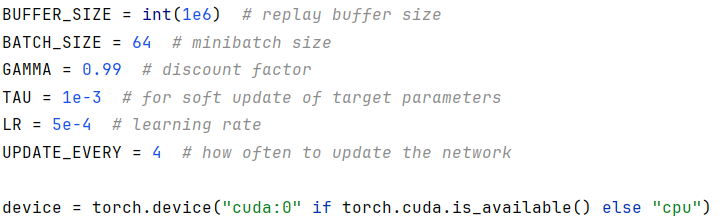 BUFFER_SIZE = int(1e6)  # replay buffer size
BATCH_SIZE = 64  # minibatch size
GAMMA = 0.99  # discount factor
TAU = 1e-3  # for soft update of target parameters
LR = 5e-4  # learning rate
UPDATE_EVERY = 4  # how often to update the network
device = torch.device("cuda:0" if torch.cuda.is_available() else "cpu")